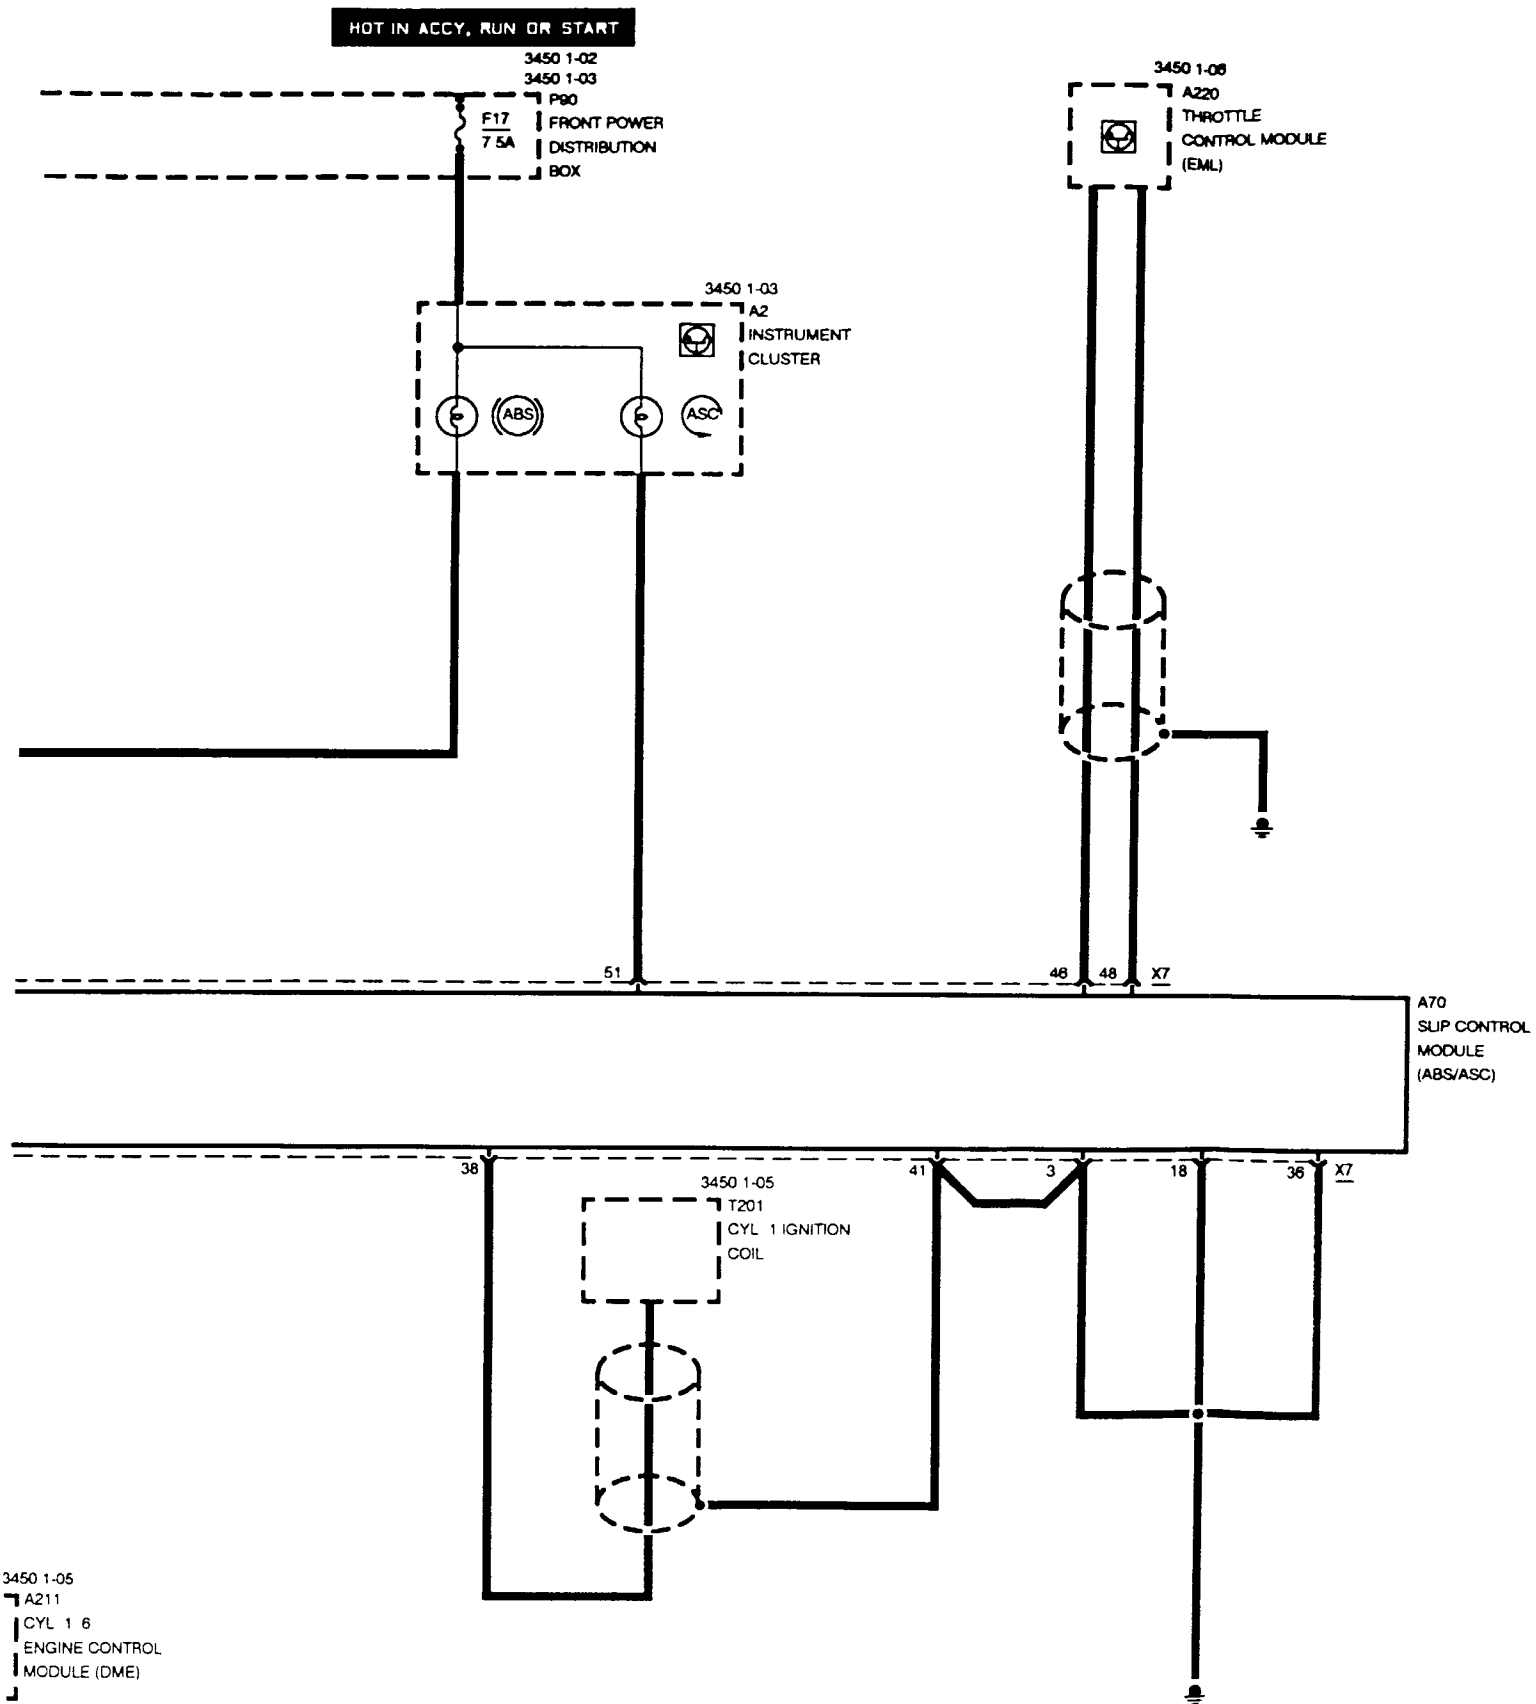 HOT IN ACCY, RUN OR START
3450 1-02
3450 1-03
P90
FRONT POWER
DISTRIBUTION
BOX
F17
7 5A
3450 1-06
A220
THROTTLE
CONTROL MODULE
(EML)
3450 1-03
A2
INSTRUMENT
CLUSTER
ABS
ASC
51
46
48
X7
A70
SLIP CONTROL
MODULE
(ABS/ASC)
38
41
3
18
36
X7
3450 1-05
T201
CYL 1 IGNITION
COIL
3450 1-05
A211
CYL 1 6
ENGINE CONTROL
MODULE (DME)